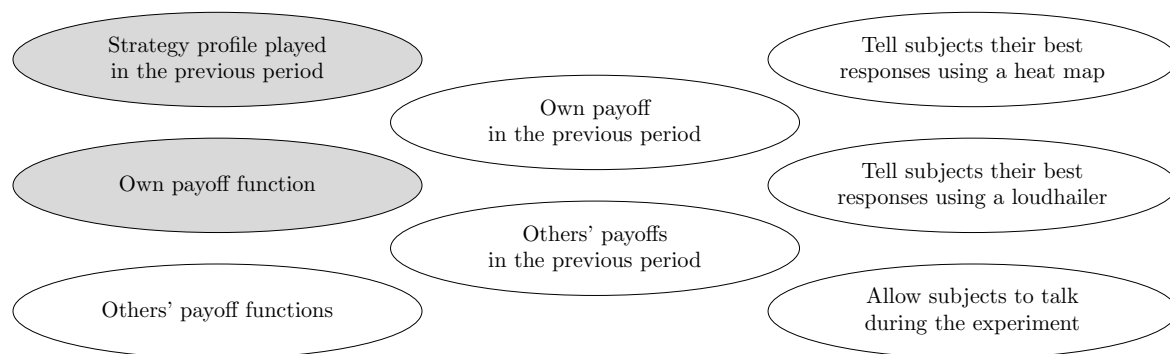 Strategy profile played
in the previous period
Own payoff function
Others' payoff functions
Own payoff
in the previous period
Others' payoffs
in the previous period
Tell subjects their best
responses using a heat map
Tell subjects their best
responses using a loudhailer
Allow subjects to talk
during the experiment